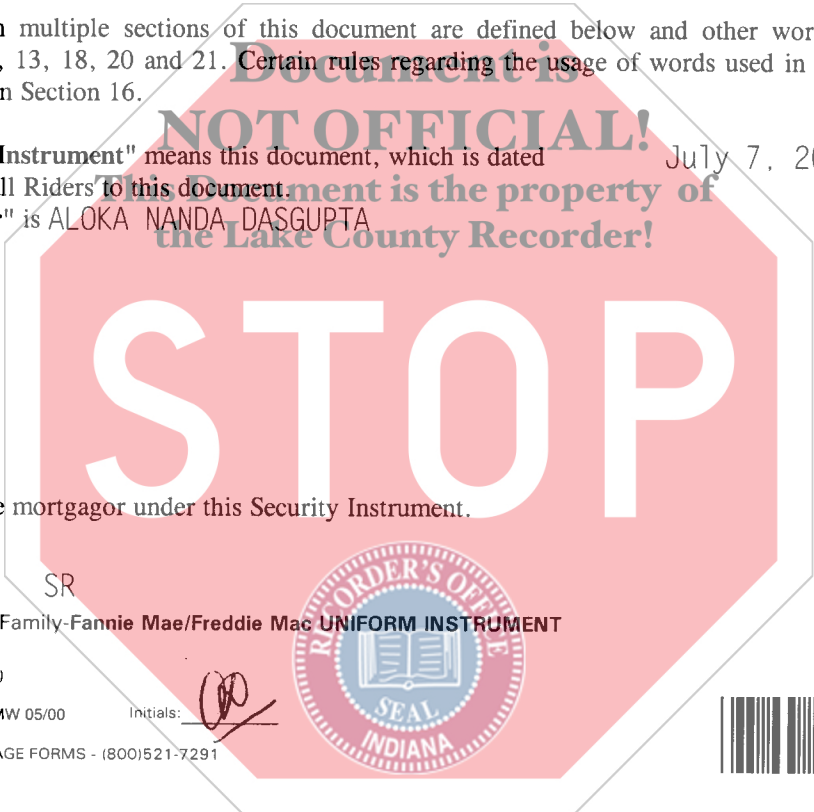 multiple sections of this document are defined below and other
Document is
, 13, 18, 20 and 21. Certain rules regarding the usage of words used in
n Section 16.
NOT OFFICIAL!
Instrument" means this document, which is dated July 7, 20
ll Riders to this document.
This Document is the property of
" is ALOKA NANDA DASGUPTA
the Lake County Recorder!
STOP
mortgagor under this Security Instrument.
SR
Family-Fannie Mae/Freddie Mac UNIFORM INSTRUMENT
MW 05/00 Initials:
AGE FORMS - (800)521-7291
RECORDER'S OFFICE
SEAL
INDIANA